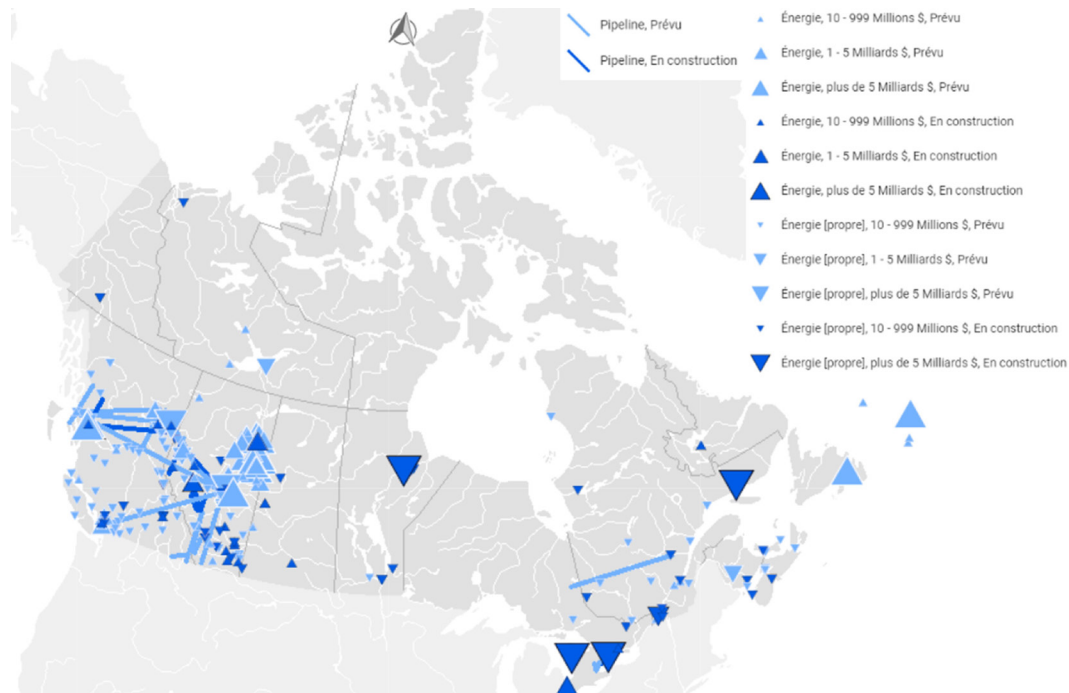 Pipeline, Prévu
Pipeline, En construction
Énergie, 10 - 999 Millions $, Prévu
Énergie, 1 - 5 Milliards $, Prévu
Énergie, plus de 5 Milliards $, Prévu
Énergie, 10 - 999 Millions $, En construction
Énergie, 1 - 5 Milliards $, En construction
Énergie, plus de 5 Milliards $, En construction
Énergie [propre], 10 - 999 Millions $, Prévu
Énergie [propre], 1 - 5 Milliards $, Prévu
Énergie [propre], plus de 5 Milliards $, Prévu
Énergie [propre], 10 - 999 Millions $, En construction
Énergie [propre], plus de 5 Milliards $, En construction